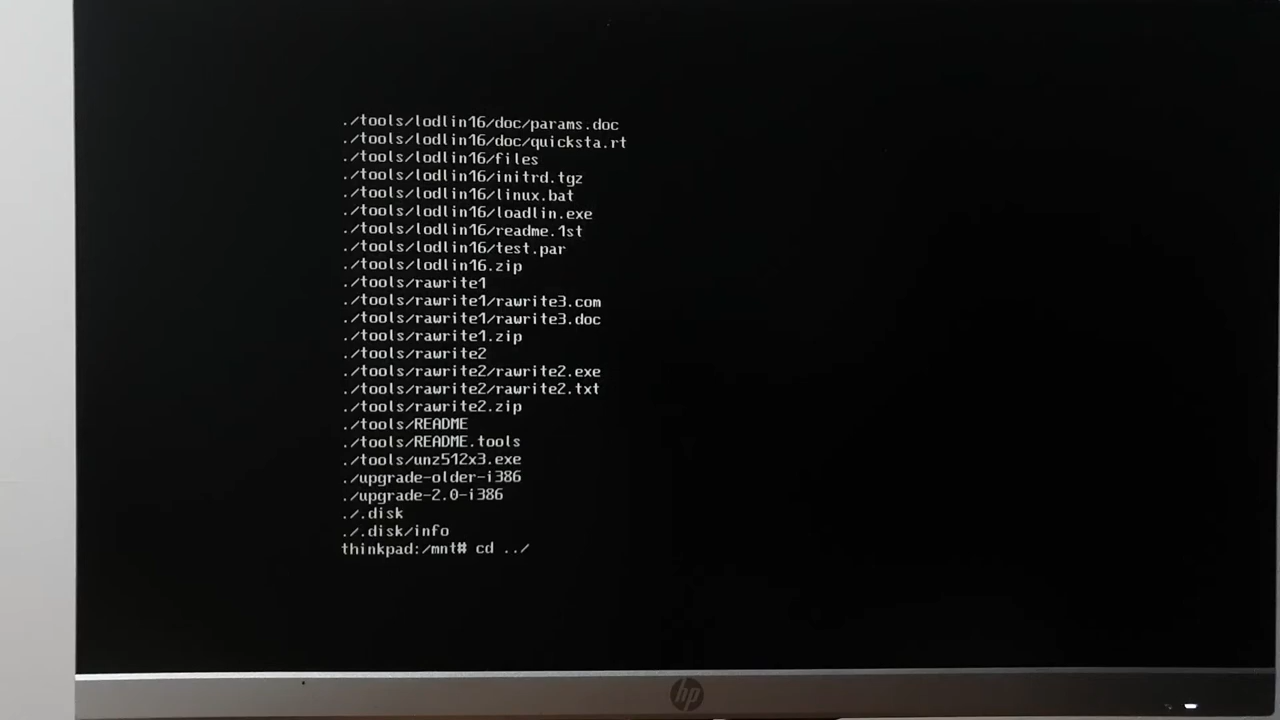 ./tools/lodlin16/doc/params.doc
./tools/lodlin16/doc/quicksta.rt
./tools/lodlin16/files
./tools/lodlin16/initrd.tgz
./tools/lodlin16/linux.bat
./tools/lodlin16/loadlin.exe
./tools/lodlin16/readme.1st
./tools/lodlin16/test.par
./tools/lodlin16.zip
./tools/rawrite1
./tools/rawrite1/rawrite3.com
./tools/rawrite1/rawrite3.doc
./tools/rawrite1.zip
./tools/rawrite2
./tools/rawrite2/rawrite2.exe
./tools/rawrite2/rawrite2.txt
./tools/rawrite2.zip
./tools/README
./tools/README.tools
./tools/unz512x3.exe
./upgrade-older-i386
./upgrade-2.0-i386
./.disk
./.disk/info
thinkpad:/mnt# cd ../
hp